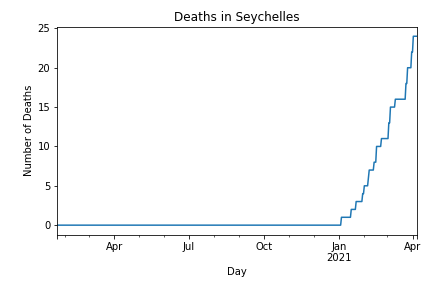 Deaths in Seychelles
Number of Deaths
25
20
15
10
5
0
Apr
Jul
Oct
Jan
2021
Apr
Day